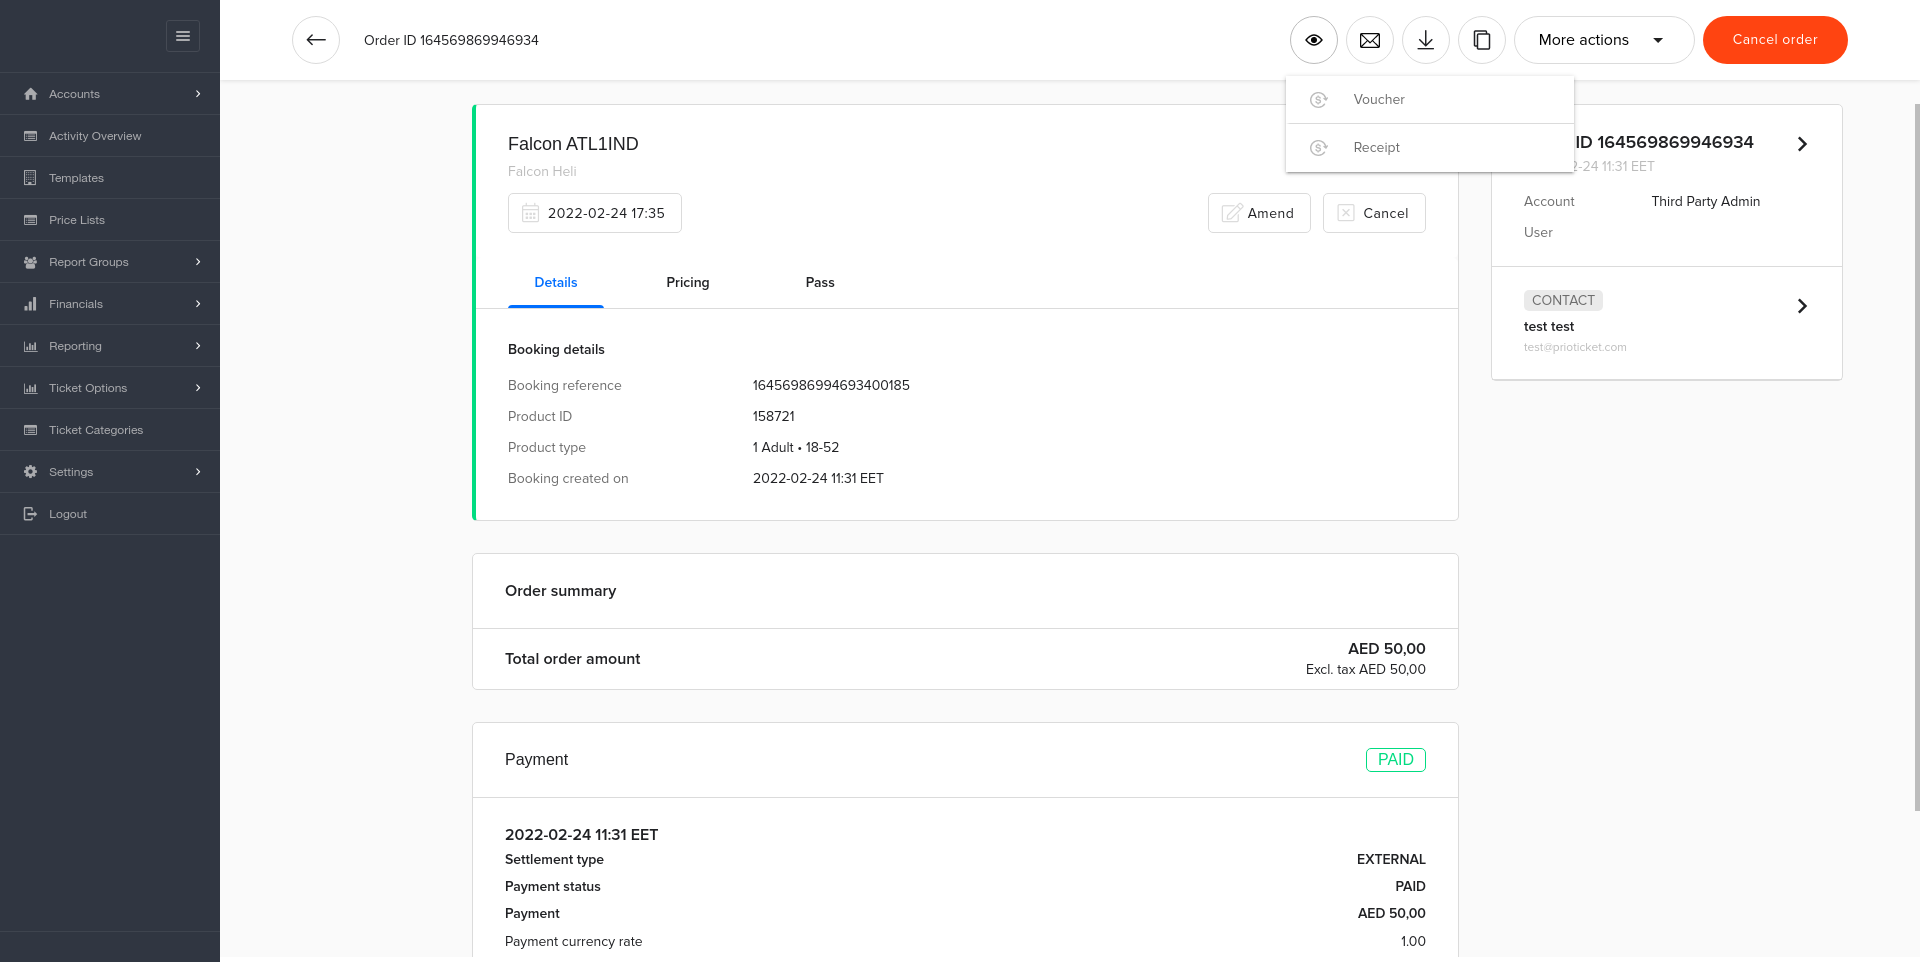 Order ID 164569869946934
More actions
Cancel order
Accounts
Activity Overview
Templates
Price Lists
Report Groups
Financials
Reporting
Ticket Options
Ticket Categories
Settings
Logout
Voucher
Receipt
Falcon ATL1IND
Falcon Heli
2022-02-24 17:35
Amend
Cancel
Details
Pricing
Pass
Booking details
Booking reference 16456986994693400185
Product ID 158721
Product type 1 Adult • 18-52
Booking created on 2022-02-24 11:31 EET
ID 164569869946934
2-24 11:31 EET
Account Third Party Admin
User
CONTACT
test test
test@prioticket.com
Order summary
Total order amount AED 50,00
Excl. tax AED 50,00
Payment PAID
2022-02-24 11:31 EET
Settlement type EXTERNAL
Payment status PAID
Payment AED 50,00
Payment currency rate 1.00